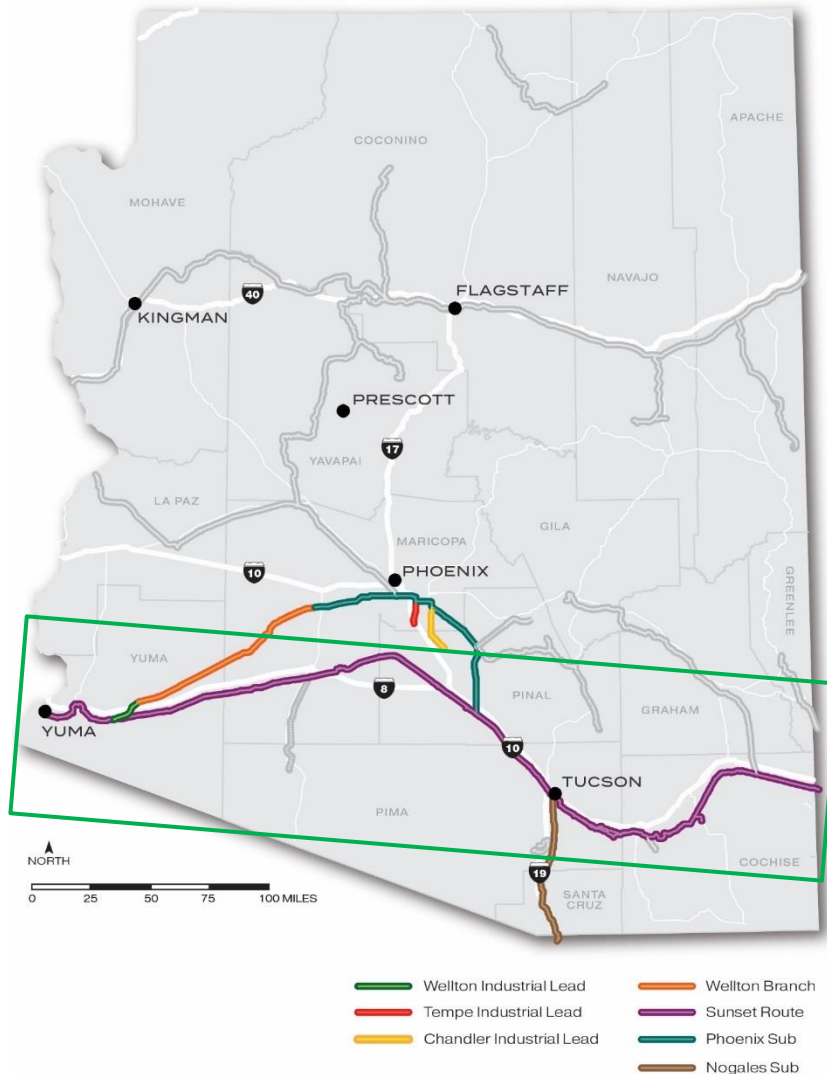 APACHE
COCONINO
MOHAVE
NAVAJO
FLAGSTAFF
40
KINGMAN
PRESCOTT
17
YAVAPAI
LA PAZ
GILA
MARICOPA
10
PHOENIX
GREENLEE
YUMA
8
PINAL
GRAHAM
YUMA
10
TUCSON
PIMA
COCHISE
NORTH
19
0 25 50 75 100 MILES
SANTA
CRUZ
Wellton Industrial Lead
Wellton Branch
Tempe Industrial Lead
Sunset Route
Chandler Industrial Lead
Phoenix Sub
Nogales Sub